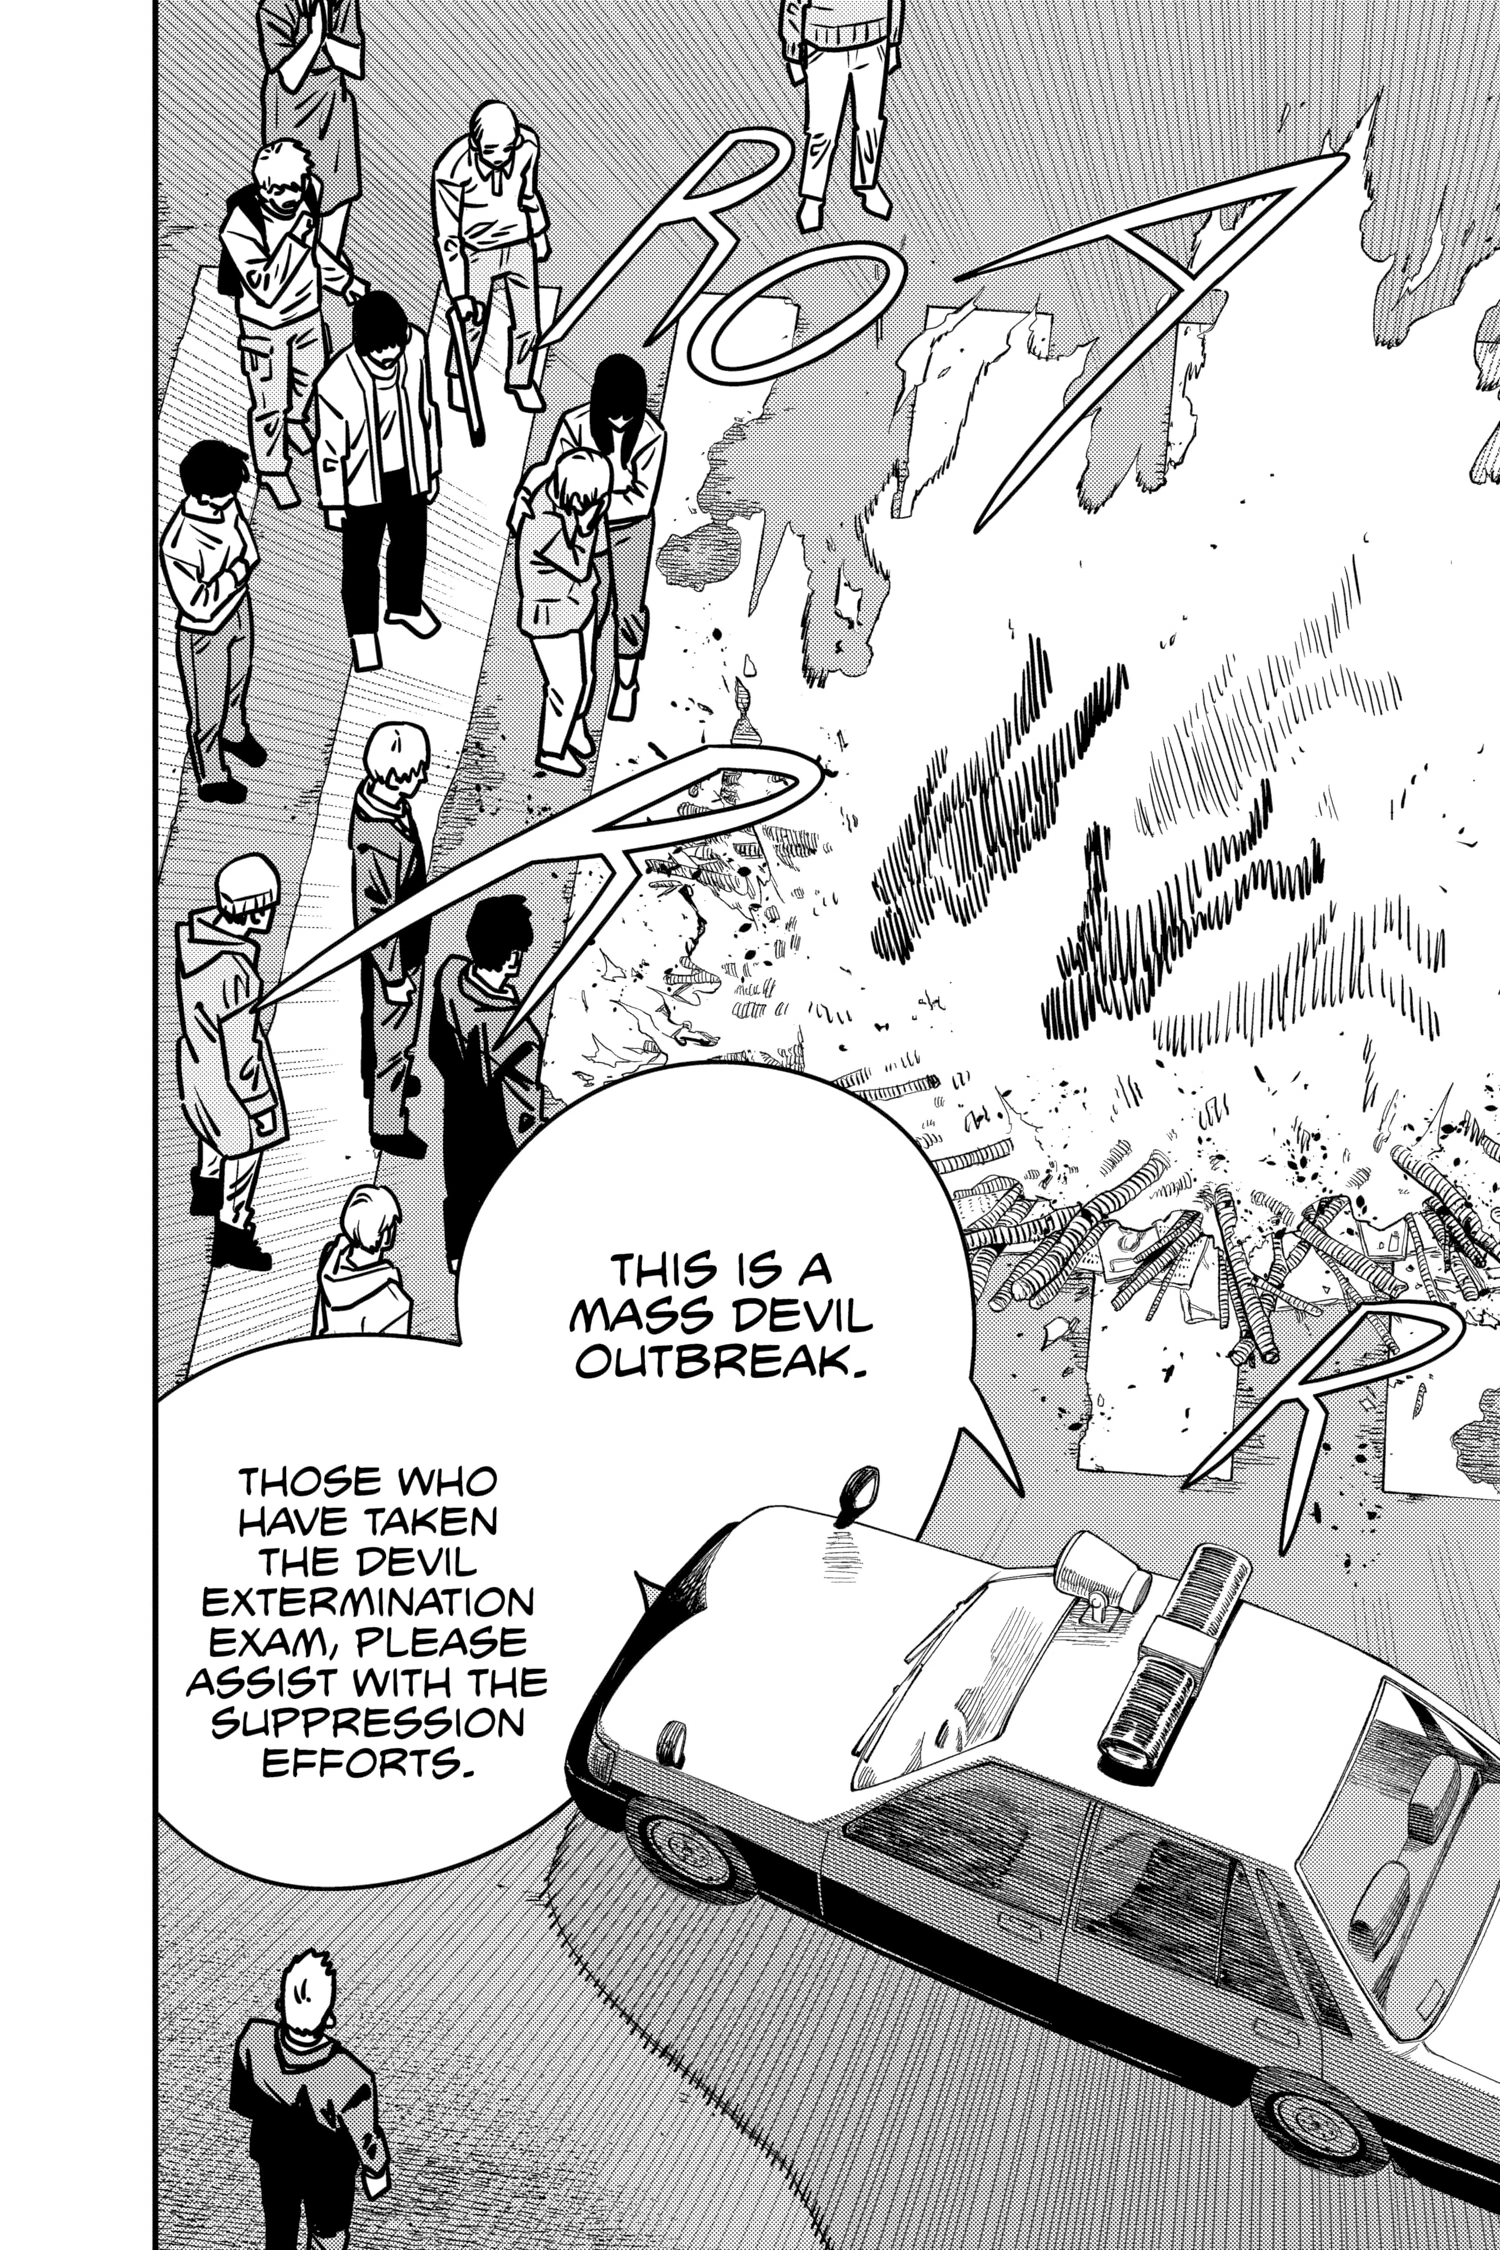 ROA
R
R
THIS IS A
MASS DEVIL
OUTBREAK.
THOSE WHO
HAVE TAKEN
THE DEVIL
EXTERMINATION
EXAM, PLEASE
ASSIST WITH THE
SUPPRESSION
EFFORTS.